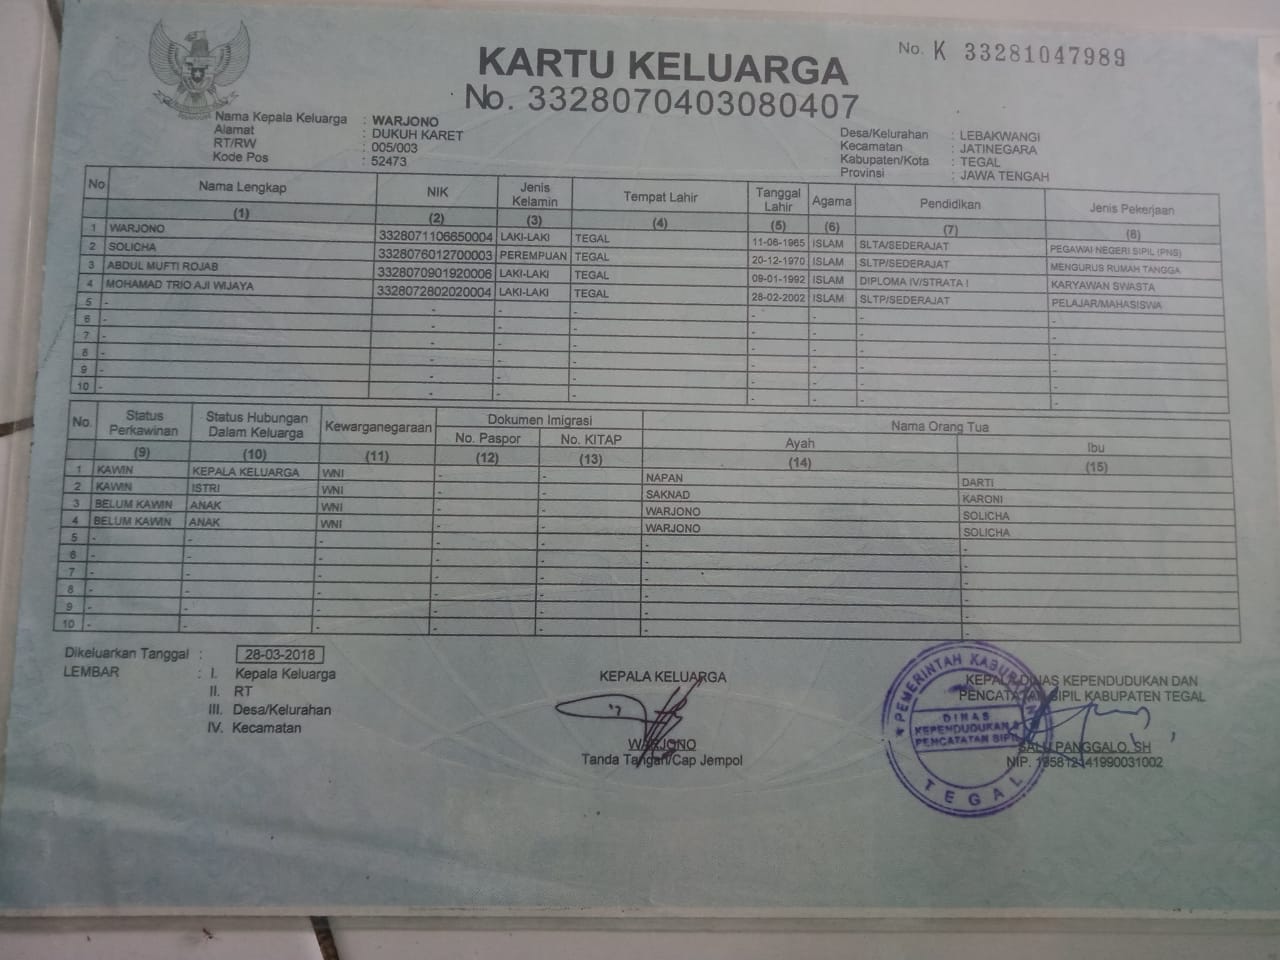 No. K 33281047989
KARTU KELUARGA
No. 3328070403080407
Nama Kepala Keluarga : WARJONO
Alamat : DUKUH KARET
RT/RW : 005/003
Kode Pos : 52473
Desa/Kelurahan : LEBAKWANGI
Kecamatan : JATINEGARA
Kabupaten/Kota : TEGAL
Provinsi : JAWA TENGAH
No Nama Lengkap NIK Jenis Kelamin Tempat Lahir Tanggal Lahir Agama Pendidikan Jenis Pekerjaan
(1) (2) (3) (4) (5) (6) (7) (8)
1 WARJONO 3328071106650004 LAKI-LAKI TEGAL 11-06-1965 ISLAM SLTA/SEDERAJAT PEGAWAI NEGERI SIPIL (PNS)
2 SOLICHA 3328076012700003 PEREMPUAN TEGAL 20-12-1970 ISLAM SLTP/SEDERAJAT MENGURUS RUMAH TANGGA
3 ABDUL MUFTI ROJAB 3328070901920006 LAKI-LAKI TEGAL 09-01-1992 ISLAM DIPLOMA IV/STRATA I KARYAWAN SWASTA
4 MOHAMAD TRIO AJI WIJAYA 3328072802020004 LAKI-LAKI TEGAL 28-02-2002 ISLAM SLTP/SEDERAJAT PELAJAR/MAHASISWA
5 - - - - - - - -
6 - - - - - - - -
7 - - - - - - - -
8 - - - - - - - -
9 - - - - - - - -
10 - - - - - - - -
No. Status Perkawinan Status Hubungan Dalam Keluarga Kewarganegaraan Dokumen Imigrasi Nama Orang Tua
No. Paspor No. KITAP Ayah Ibu
(9) (10) (11) (12) (13) (14) (15)
1 KAWIN KEPALA KELUARGA WNI - - NAPAN DARTI
2 KAWIN ISTRI WNI - - SAKNAD KARONI
3 BELUM KAWIN ANAK WNI - - WARJONO SOLICHA
4 BELUM KAWIN ANAK WNI - - WARJONO SOLICHA
5 - - - - - - -
6 - - - - - - -
7 - - - - - - -
8 - - - - - - -
9 - - - - - - -
10 - - - - - - -
Dikeluarkan Tanggal : 28-03-2018
LEMBAR : I. Kepala Keluarga
II. RT
III. Desa/Kelurahan
IV. Kecamatan
KEPALA KELUARGA
WARJONO
Tanda Tangan/Cap Jempol
KEPALA DINAS KEPENDUDUKAN DAN
PENCATATAN SIPIL KABUPATEN TEGAL
PANGGALO, SH
NIP.
PEMERINTAH KABUPATEN
DINAS
KEPENDUDUKAN &
PENCATATAN SIPIL
TEGAL